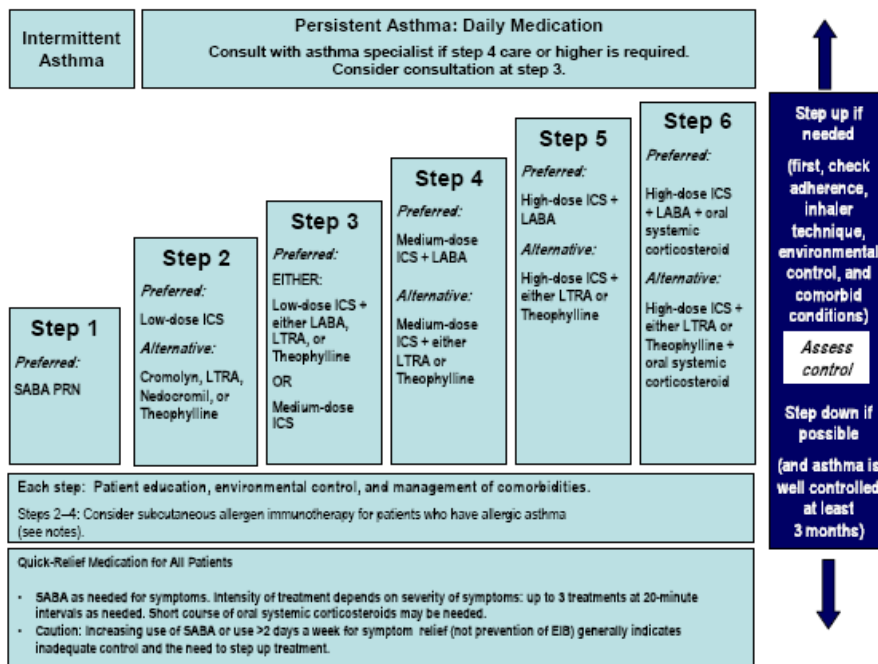 Intermittent
Asthma
Persistent Asthma: Daily Medication
Consult with asthma specialist if step 4 care or higher is required.
Consider consultation at step 3.
Step 1
Preferred:
SABA PRN
Step 2
Preferred:
Low-dose ICS
Alternative:
Cromolyn, LTRA,
Nedocromil, or
Theophylline
Step 3
Preferred:
EITHER:
Low-dose ICS +
either LABA,
LTRA, or
Theophylline
OR
Medium-dose
ICS
Step 4
Preferred:
Medium-dose
ICS + LABA
Alternative:
Medium-dose
ICS + either
LTRA or
Theophylline
Step 5
Preferred:
High-dose ICS +
LABA
Alternative:
High-dose ICS +
either LTRA or
Theophylline
Step 6
Preferred:
High-dose ICS
+ LABA + oral
systemic
corticosteroid
Alternative:
High-dose ICS +
either LTRA or
Theophylline +
oral systemic
corticosteroid
Step up if
needed
(first, check
adherence,
inhaler
technique,
environmental
control, and
comorbid
conditions)
Assess
control
Step down if
possible
(and asthma is
well controlled
at least
3 months)
Each step: Patient education, environmental control, and management of comorbidities.
Steps 2–4: Consider subcutaneous allergen immunotherapy for patients who have allergic asthma
(see notes).
Quick-Relief Medication for All Patients
• SABA as needed for symptoms. Intensity of treatment depends on severity of symptoms: up to 3 treatments at 20-minute
intervals as needed. Short course of oral systemic corticosteroids may be needed.
• Caution: Increasing use of SABA or use >2 days a week for symptom relief (not prevention of EIB) generally indicates
inadequate control and the need to step up treatment.